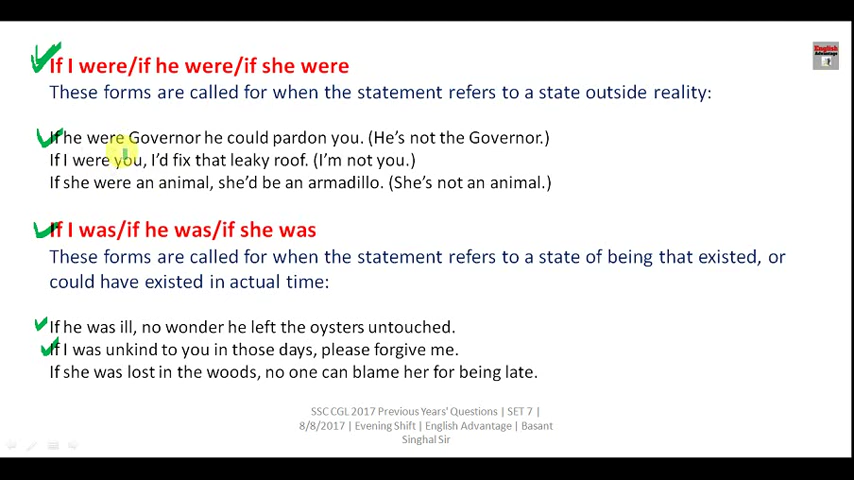 English
Advantage
If I were/if he were/if she were
These forms are called for when the statement refers to a state outside reality:
If he were Governor he could pardon you. (He's not the Governor.)
If I were you, I'd fix that leaky roof. (I'm not you.)
If she were an animal, she'd be an armadillo. (She's not an animal.)
If I was/if he was/if she was
These forms are called for when the statement refers to a state of being that existed, or
could have existed in actual time:
If he was ill, no wonder he left the oysters untouched.
If I was unkind to you in those days, please forgive me.
If she was lost in the woods, no one can blame her for being late.
SSC CGL 2017 Previous Years' Questions | SET 7 |
8/8/2017 | Evening Shift | English Advantage | Basant
Singhal Sir